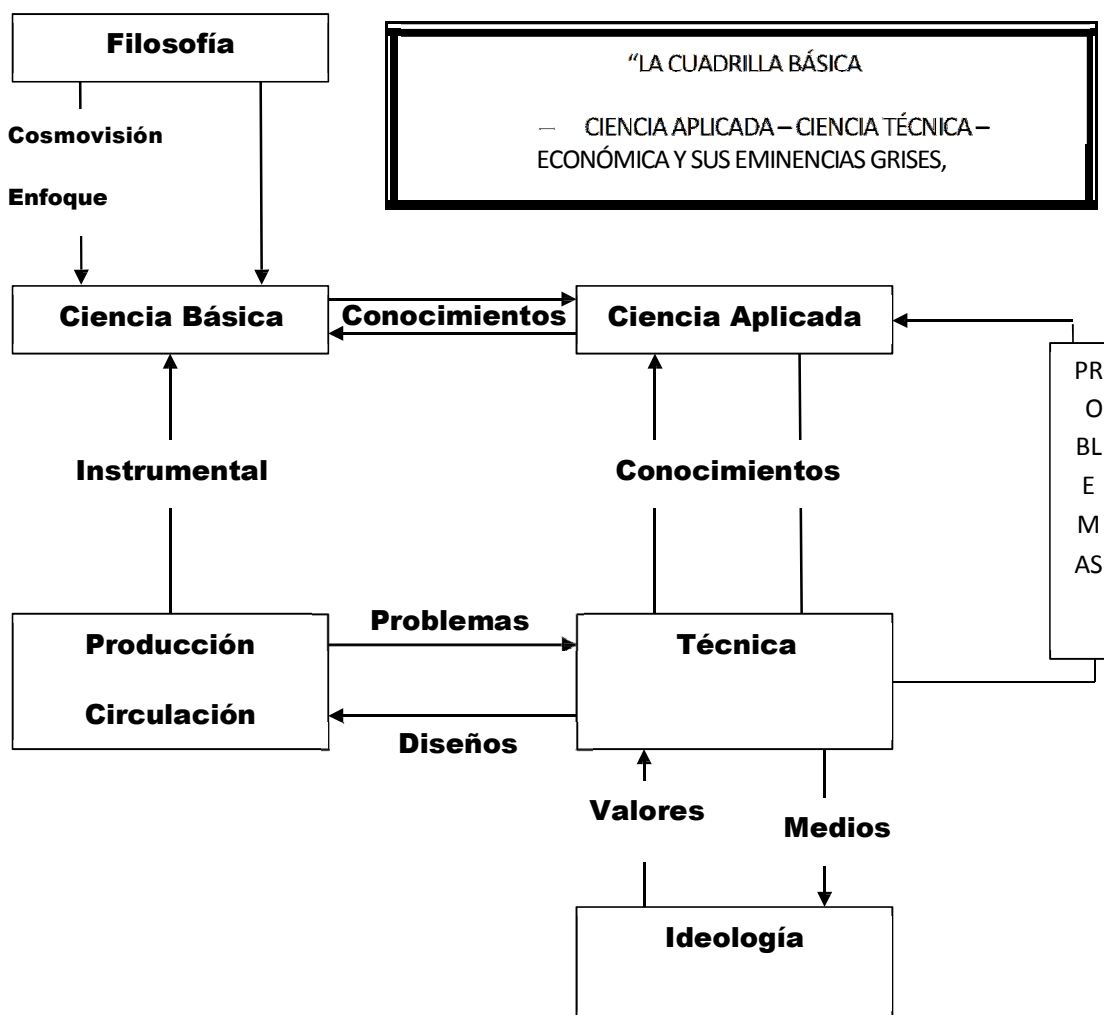 Filosofía
“LA CUADRILLA BÁSICA
– CIENCIA APLICADA – CIENCIA TÉCNICA –
ECONÓMICA Y SUS EMINENCIAS GRISES,
Cosmovisión
Enfoque
Ciencia Básica
Conocimientos
Ciencia Aplicada
PR
O
BL
E
M
AS
Instrumental
Conocimientos
Producción
Circulación
Problemas
Técnica
Diseños
Valores
Medios
Ideología